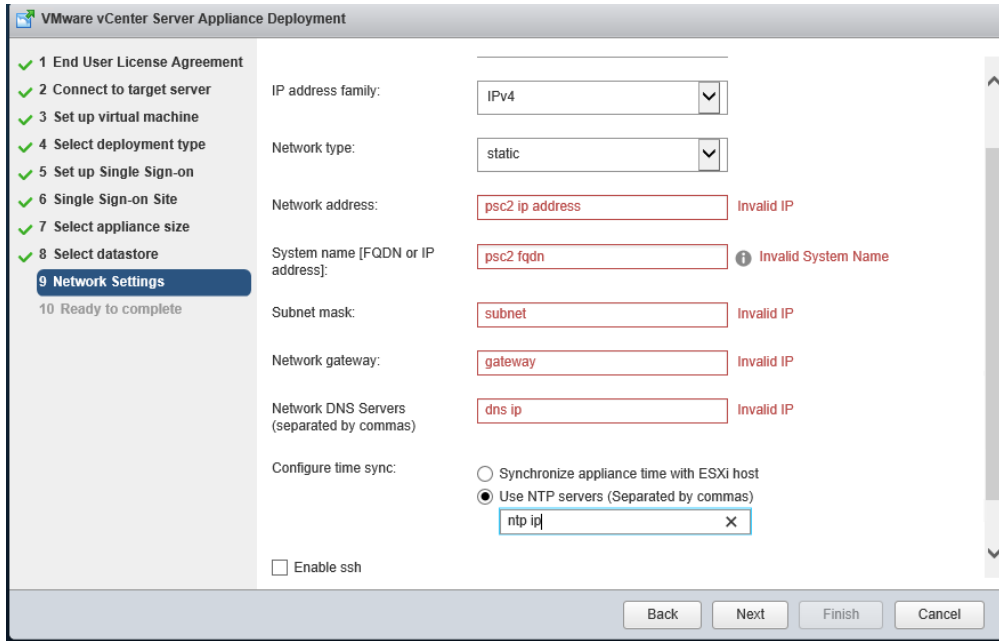 VMware vCenter Server Appliance Deployment
1 End User License Agreement
2 Connect to target server
3 Set up virtual machine
4 Select deployment type
5 Set up Single Sign-on
6 Single Sign-on Site
7 Select appliance size
8 Select datastore
9 Network Settings
10 Ready to complete
IP address family: IPv4
Network type: static
Network address: psc2 ip address Invalid IP
System name [FQDN or IP
address]: psc2 fqdn Invalid System Name
Subnet mask: subnet Invalid IP
Network gateway: gateway Invalid IP
Network DNS Servers
(separated by commas) dns ip Invalid IP
Configure time sync: Synchronize appliance time with ESXi host
Use NTP servers (Separated by commas)
ntp ip
Enable ssh
Back Next Finish Cancel